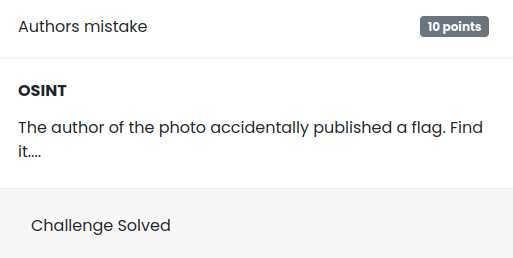 Authors mistake
10 points
OSINT
The author of the photo accidentally published a flag. Find
it....
Challenge Solved